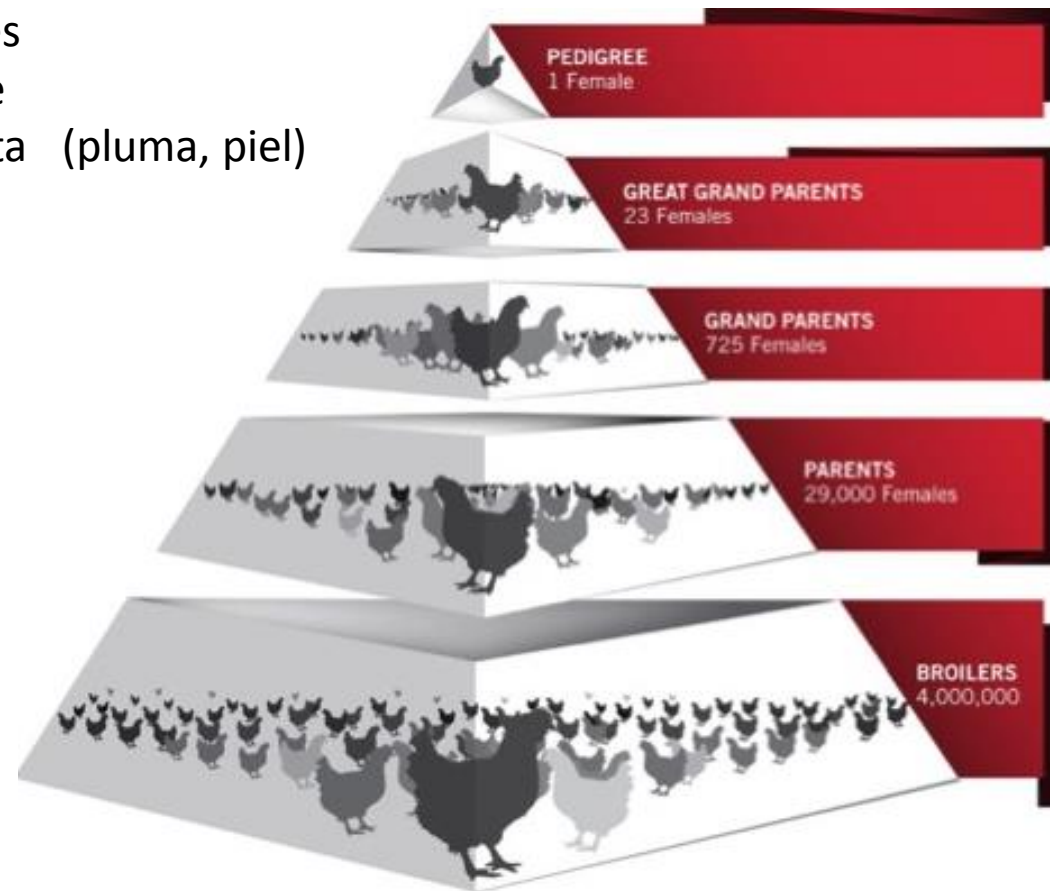 (pluma, piel)
PEDIGREE
1 Female
GREAT GRAND PARENTS
23 Females
GRAND PARENTS
725 Females
PARENTS
29,000 Females
BROILERS
4,000,000